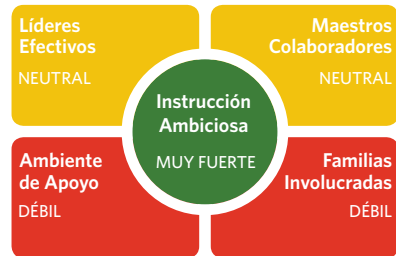 Líderes
Efectivos
NEUTRAL
Maestros
Colaboradores
NEUTRAL
Instrucción
Ambiciosa
MUY FUERTE
Ambiente
de Apoyo
DÉBIL
Familias
Involucradas
DÉBIL